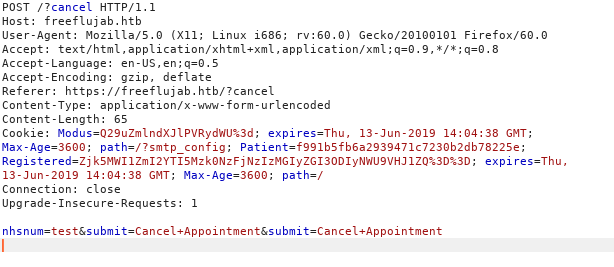 POST /?cancel HTTP/1.1
Host: freeflujab.htb
User-Agent: Mozilla/5.0 (X11; Linux i686; rv:60.0) Gecko/20100101 Firefox/60.0
Accept: text/html,application/xhtml+xml,application/xml;q=0.9,*/*;q=0.8
Accept-Language: en-US,en;q=0.5
Accept-Encoding: gzip, deflate
Referer: https://freeflujab.htb/?cancel
Content-Type: application/x-www-form-urlencoded
Content-Length: 65
Cookie: Modus=Q29uZmlndXJlPVRydWU%3d; expires=Thu, 13-Jun-2019 14:04:38 GMT;
Max-Age=3600; path=/?smtp_config; Patient=f991b5fb6a2939471c7230b2db78225e;
Registered=Zjk5MWI1ZmI2YTI5Mzk0NzFjNzIzMGIyZGI3ODIyNWU9VHJ1ZQ%3D%3D; expires=Thu,
13-Jun-2019 14:04:38 GMT; Max-Age=3600; path=/
Connection: close
Upgrade-Insecure-Requests: 1
nhsnum=test&submit=Cancel+Appointment&submit=Cancel+Appointment